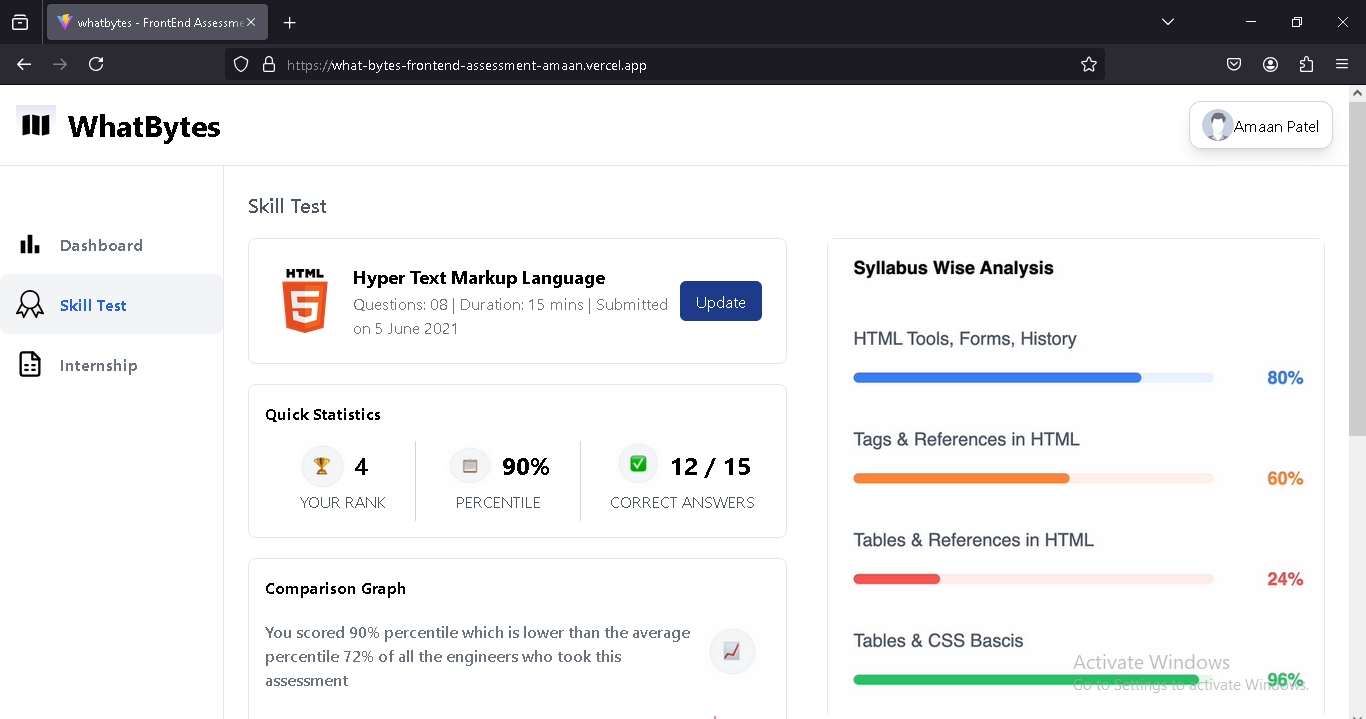 whatbytes - FrontEnd Assessme
https://what-bytes-frontend-assessment-amaan.vercel.app
WhatBytes
Amaan Patel
Dashboard
Skill Test
Internship
Skill Test
HTML
5
Hyper Text Markup Language
Questions: 08 | Duration: 15 mins | Submitted
on 5 June 2021
Update
Quick Statistics
4
YOUR RANK
90%
PERCENTILE
12 / 15
CORRECT ANSWERS
Comparison Graph
You scored 90% percentile which is lower than the average
percentile 72% of all the engineers who took this
assessment
Syllabus Wise Analysis
HTML Tools, Forms, History
80%
Tags & References in HTML
60%
Tables & References in HTML
24%
Tables & CSS Bascis
96%
Activate Windows
Go to Settings to activate Windows.